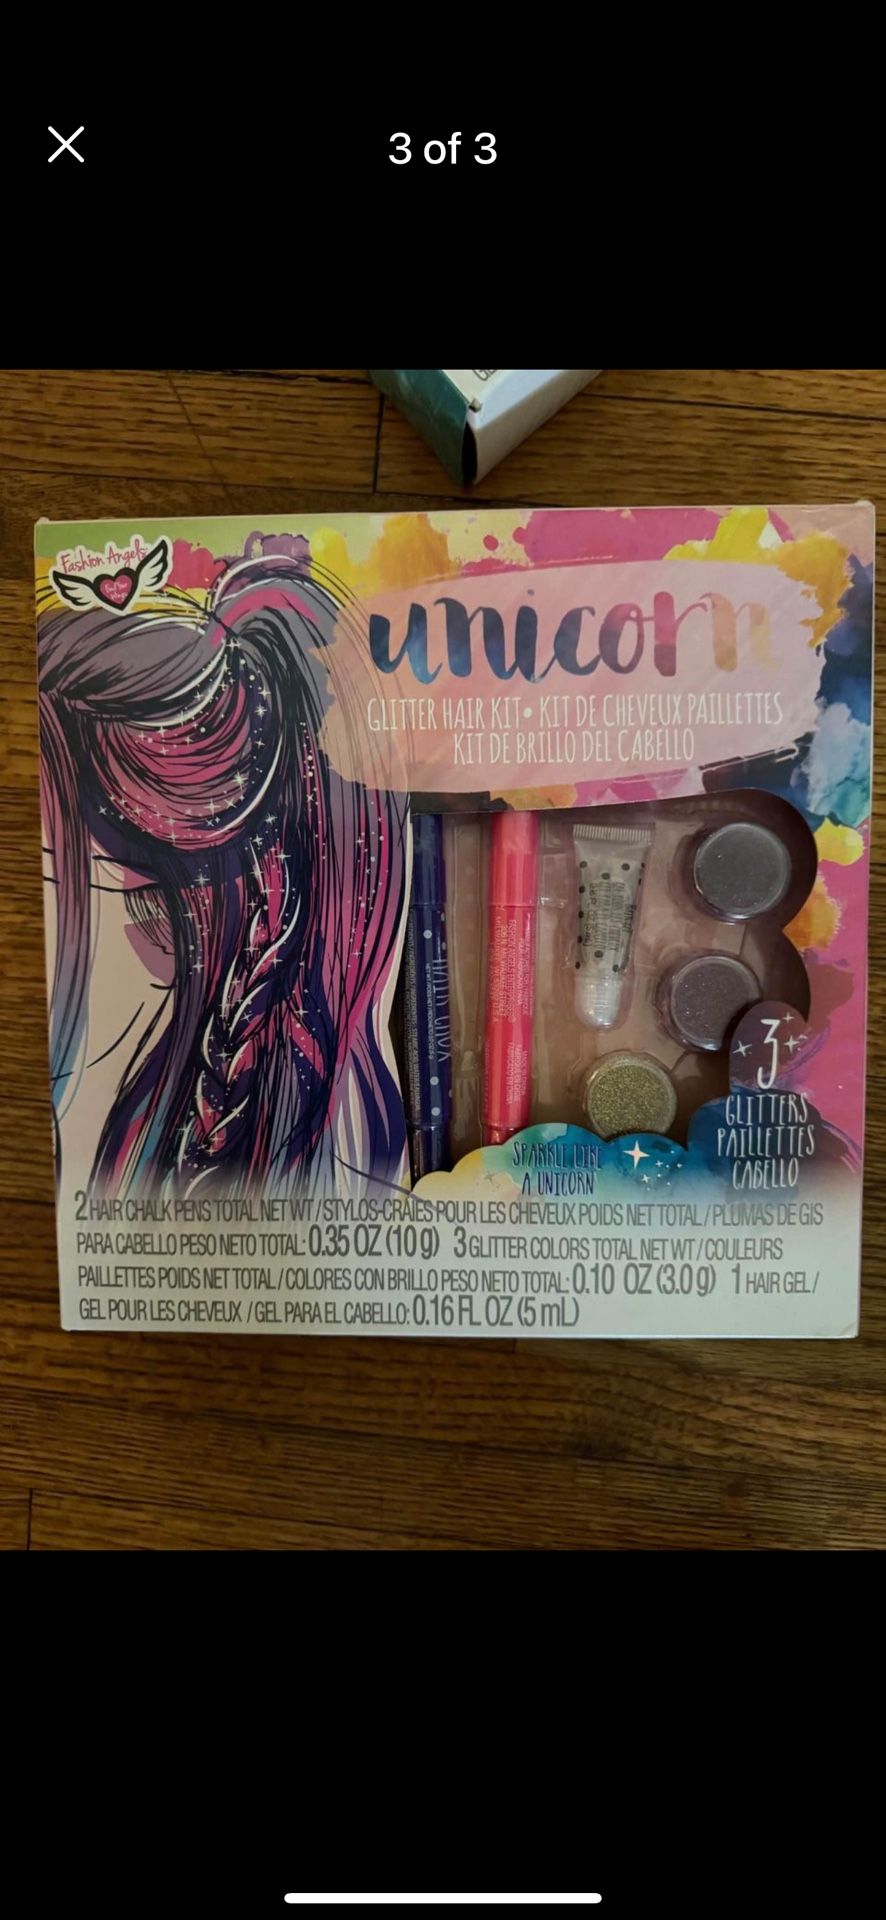 3 of 3
Fashion Angels
unicorn
GLITTER HAIR KIT • KIT DE CHEVEUX PAILLETTES
KIT DE BRILLO DEL CABELLO
3
GLITTERS
PAILLETTES
CABELLO
SPARKLE LIKE
A UNICORN
2 HAIR CHALK PENS TOTAL NET WT / STYLOS-CRAIES POUR LES CHEVEUX POIDS NET TOTAL / PLUMAS DE GIS
PARA CABELLO PESO NETO TOTAL: 0.35 OZ (10 g) 3 GLITTER COLORS TOTAL NET WT / COULEURS
PAILLETTES POIDS NET TOTAL / COLORES CON BRILLO PESO NETO TOTAL: 0.10 OZ (3.0 g) 1 HAIR GEL /
GEL POUR LES CHEVEUX / GEL PARA EL CABELLO: 0.16 FL OZ (5 mL)